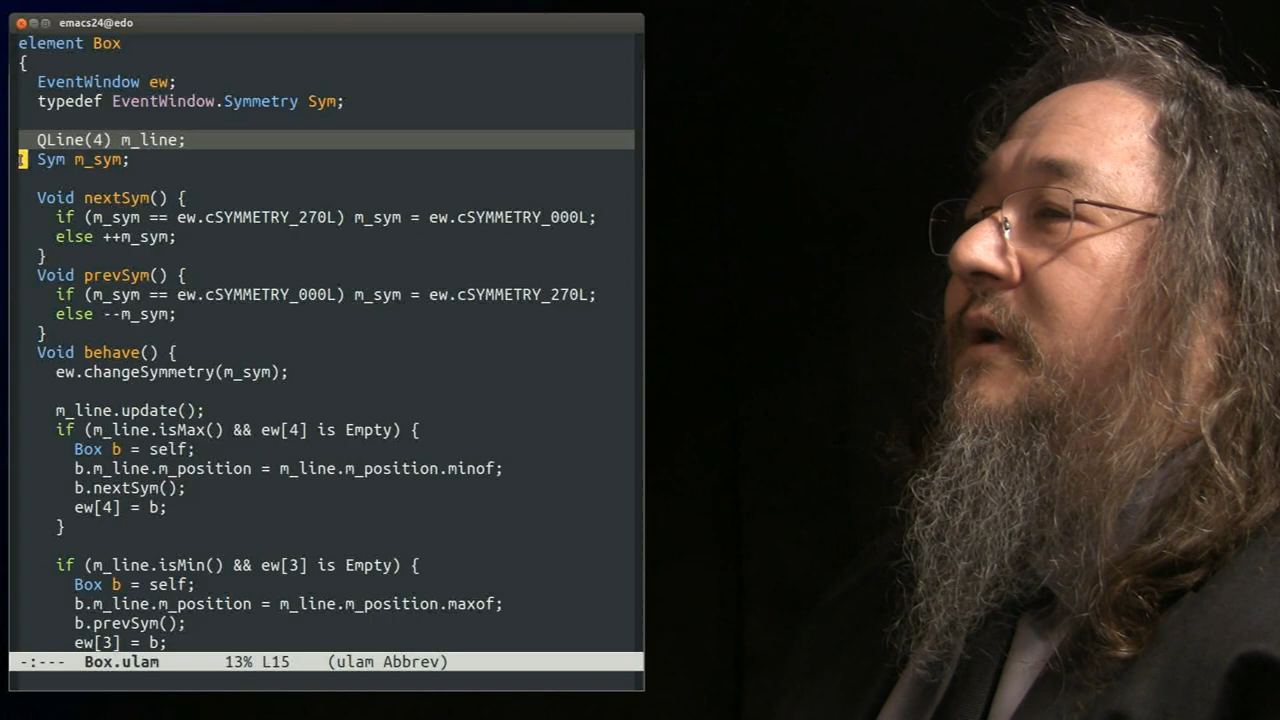 emacs24@edo
element Box
{
EventWindow ew;
typedef EventWindow.Symmetry Sym;
QLine(4) m_line;
Sym m_sym;
Void nextSym() {
if (m_sym == ew.cSYMMETRY_270L) m_sym = ew.cSYMMETRY_000L;
else ++m_sym;
}
Void prevSym() {
if (m_sym == ew.cSYMMETRY_000L) m_sym = ew.cSYMMETRY_270L;
else --m_sym;
}
Void behave() {
ew.changeSymmetry(m_sym);
m_line.update();
if (m_line.isMax() && ew[4] is Empty) {
Box b = self;
b.m_line.m_position = m_line.m_position.minof;
b.nextSym();
ew[4] = b;
}
if (m_line.isMin() && ew[3] is Empty) {
Box b = self;
b.m_line.m_position = m_line.m_position.maxof;
b.prevSym();
ew[3] = b;
-:--- Box.ulam 13% L15 (ulam Abbrev)